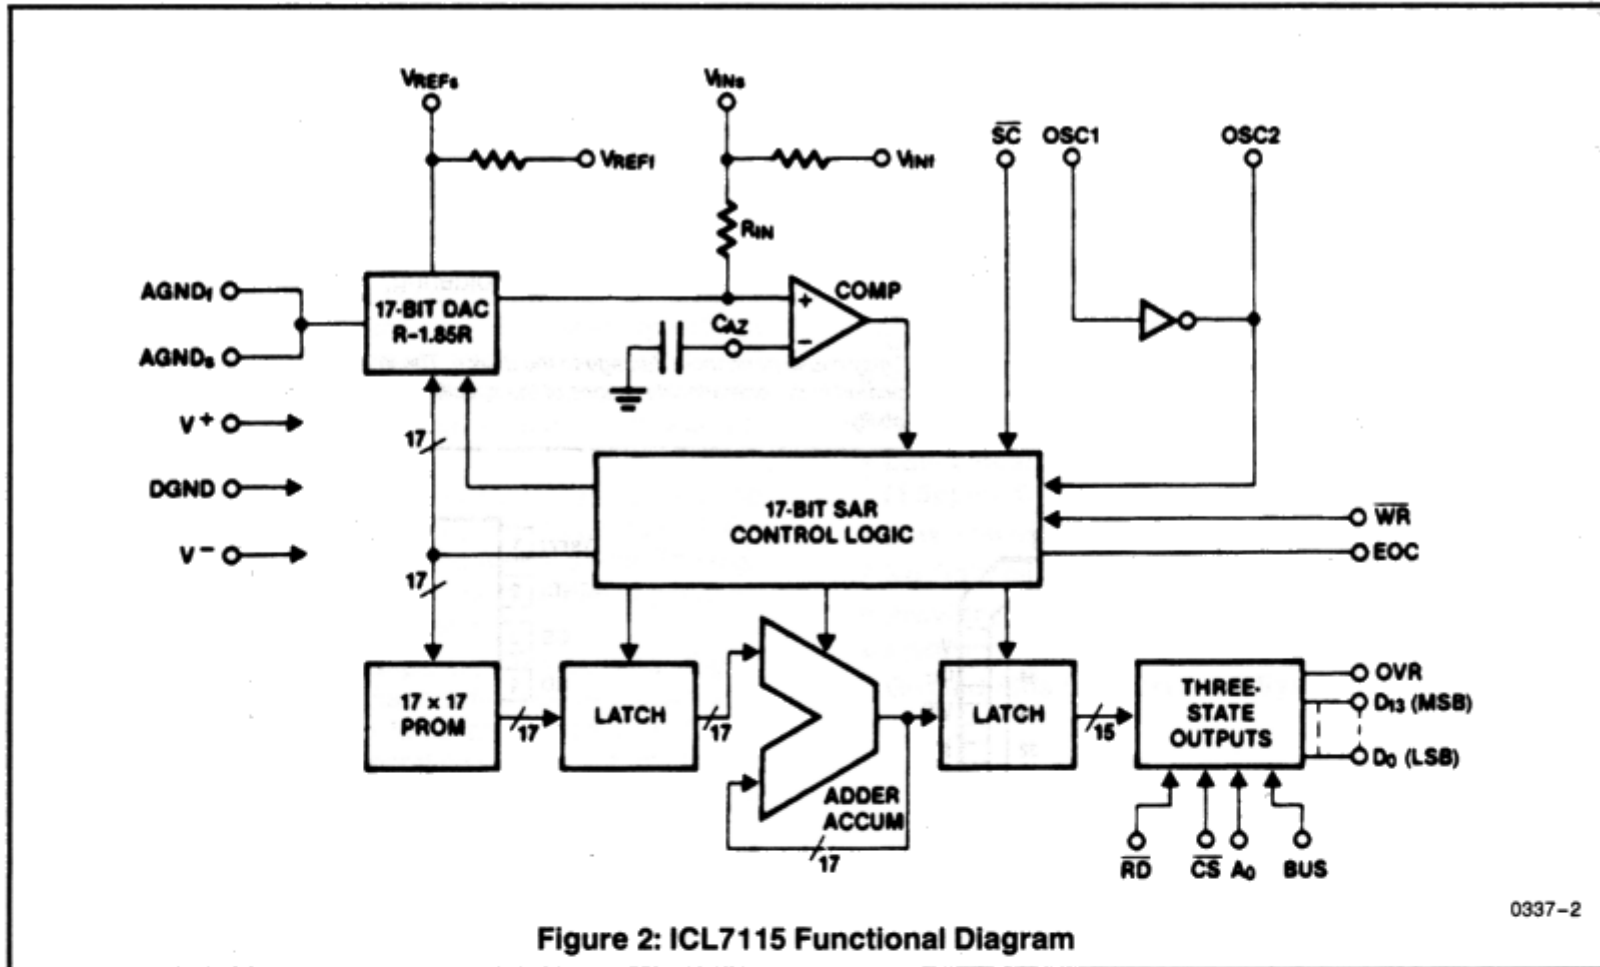 VREFs
VINs
SC
OSC1
OSC2
VREFf
VINf
RIN
AGNDf
17-BIT DAC
R-1.85R
COMP
+
CAZ
−
AGNDs
V+
17
DGND
17-BIT SAR
CONTROL LOGIC
WR
V−
EOC
17
17 x 17
PROM
17
LATCH
17
ADDER
ACCUM
17
LATCH
15
THREE-
STATE
OUTPUTS
OVR
D13 (MSB)
D0 (LSB)
RD
CS
A0
BUS
0337-2
Figure 2: ICL7115 Functional Diagram